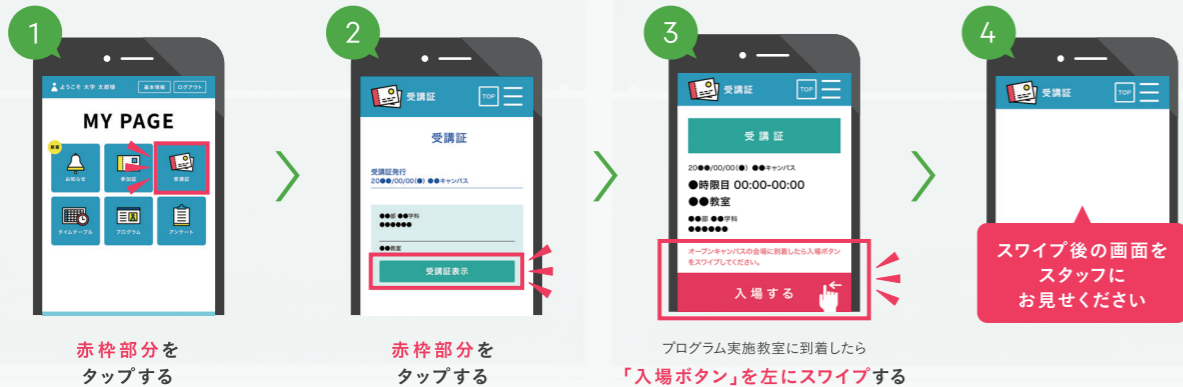 1
ようこそ 大学 太郎様
基本情報
ログアウト
MY PAGE
新着
お知らせ
参加証
受講証
タイムテーブル
プログラム
アンケート
赤枠部分を
タップする
2
受講証
TOP
受講証
受講証発行
20●●/00/00(●) ●●キャンパス
●●部 ●●学科
●●●●●●
●●教室
受講証表示
赤枠部分を
タップする
3
受講証
TOP
受講証
20●●/00/00(●) ●●キャンパス
●時限目 00:00-00:00
●●教室
●●部 ●●学科
●●●●●●
オープンキャンパスの会場に到着したら入場ボタン
をスワイプしてください。
入場する
プログラム実施教室に到着したら
「入場ボタン」を左にスワイプする
4
受講証
TOP
スワイプ後の画面を
スタッフに
お見せください